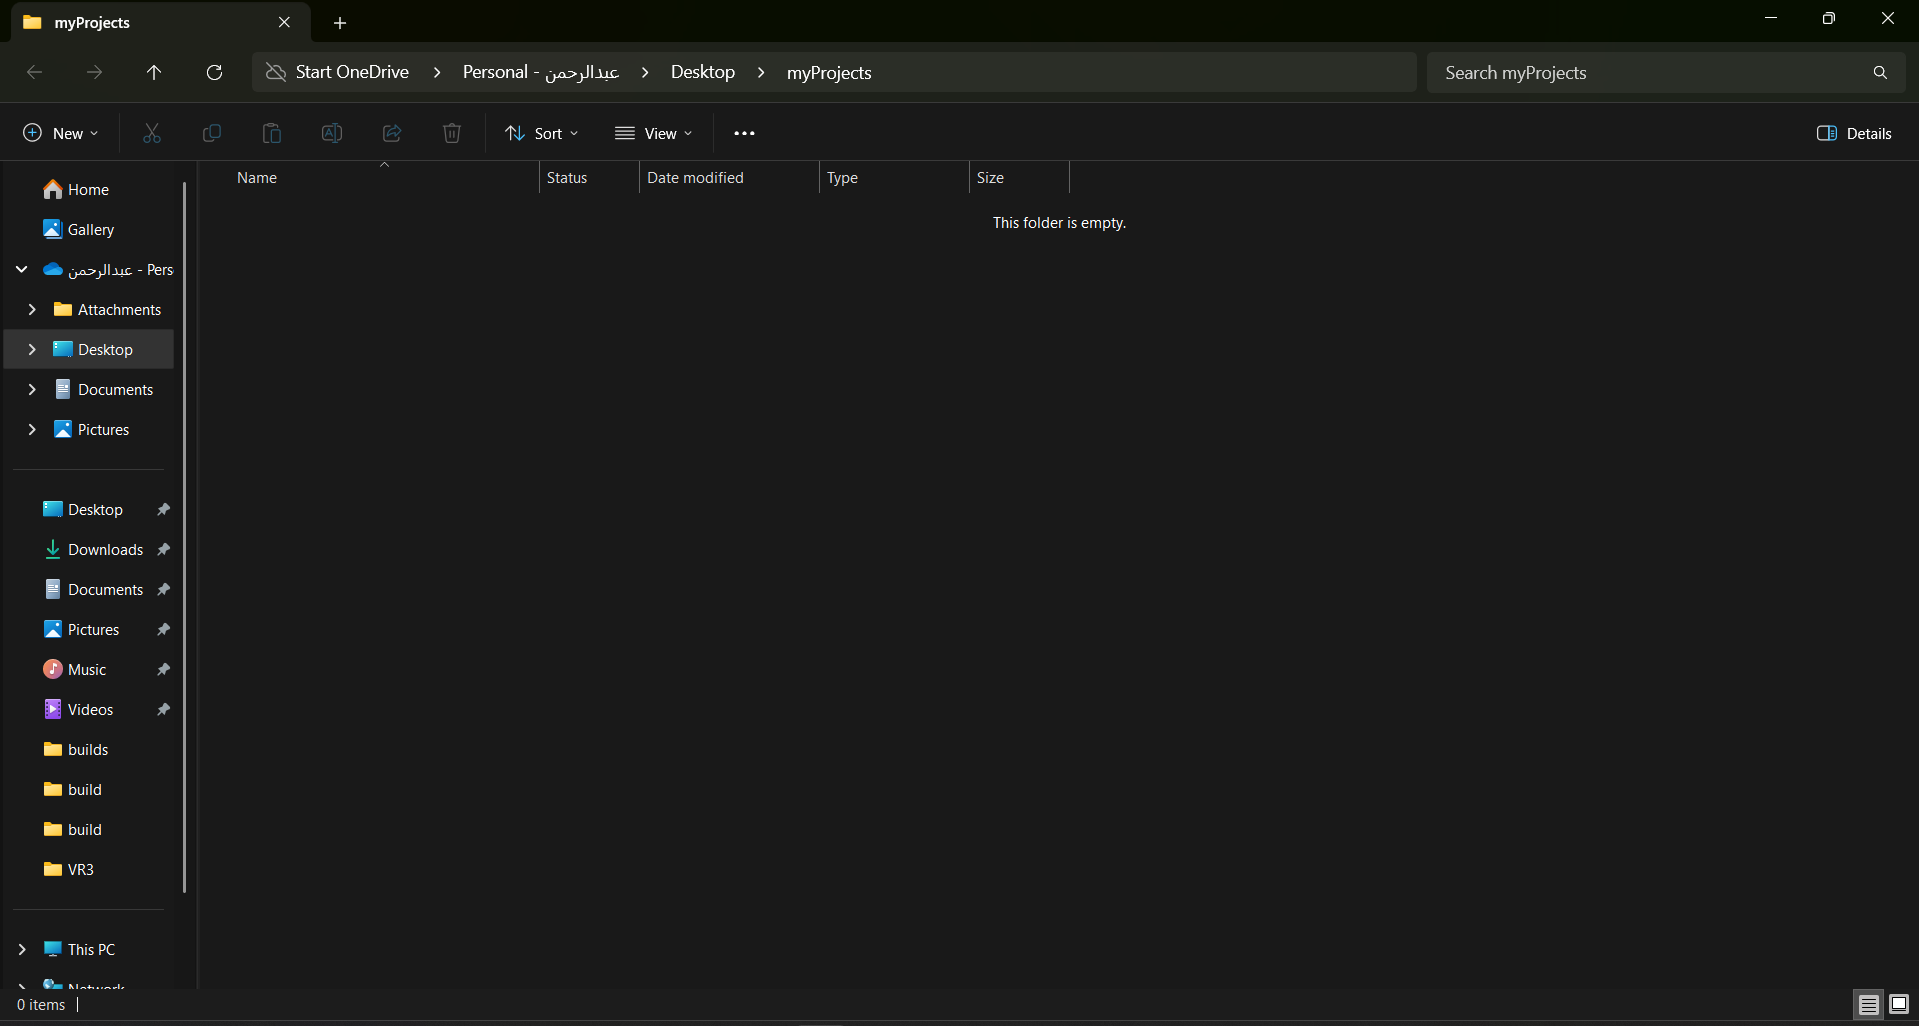 myProjects
Start OneDrive > Personal - عبدالرحمن > Desktop > myProjects
Search myProjects
New
Sort
View
Details
Name
Status
Date modified
Type
Size
This folder is empty.
Home
Gallery
عبدالرحمن - Pers
Attachments
Desktop
Documents
Pictures
Desktop
Downloads
Documents
Pictures
Music
Videos
builds
build
build
VR3
This PC
Network
0 items